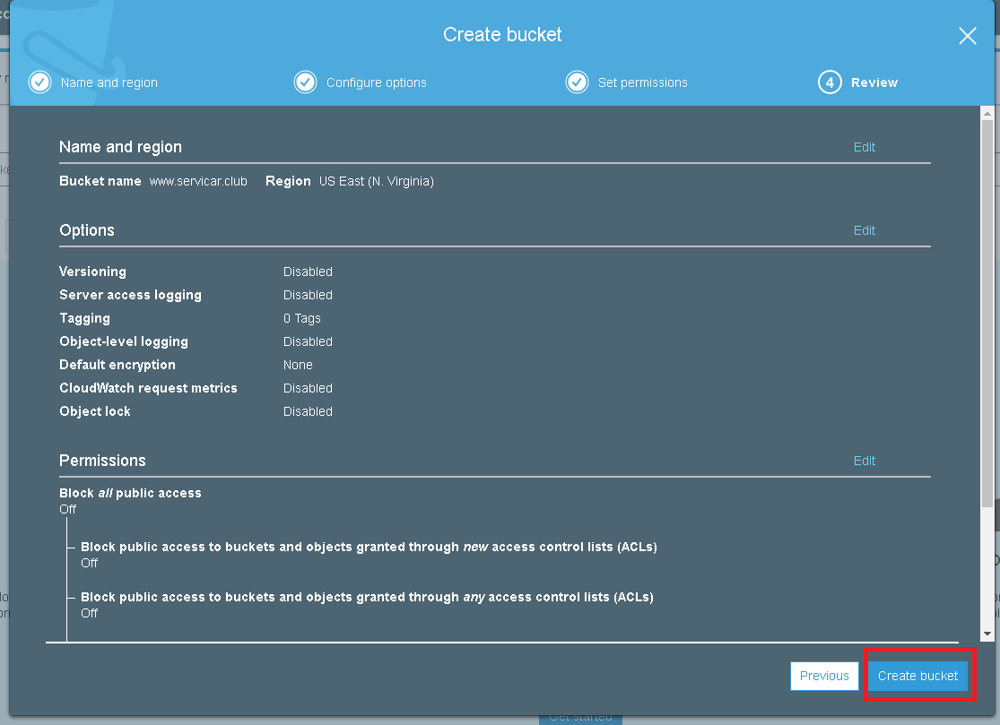 Create bucket
Name and region
Configure options
Set permissions
4 Review
Name and region Edit
Bucket name www.servicar.club Region US East (N. Virginia)
Options Edit
Versioning Disabled
Server access logging Disabled
Tagging 0 Tags
Object-level logging Disabled
Default encryption None
CloudWatch request metrics Disabled
Object lock Disabled
Permissions Edit
Block all public access
Off
Block public access to buckets and objects granted through new access control lists (ACLs)
Off
Block public access to buckets and objects granted through any access control lists (ACLs)
Off
Previous Create bucket
Get started